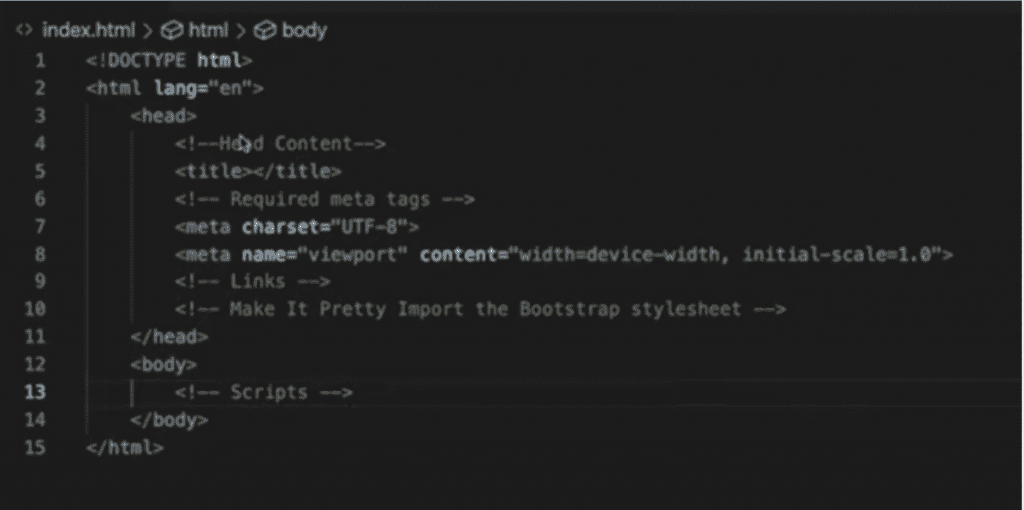 index.html > html > body
1 <!DOCTYPE html>
2 <html lang="en">
3     <head>
4         <!--Head Content-->
5         <title></title>
6         <!-- Required meta tags -->
7         <meta charset="UTF-8">
8         <meta name="viewport" content="width=device-width, initial-scale=1.0">
9         <!-- Links -->
10         <!-- Make It Pretty Import the Bootstrap stylesheet -->
11     </head>
12     <body>
13         <!-- Scripts -->
14     </body>
15 </html>